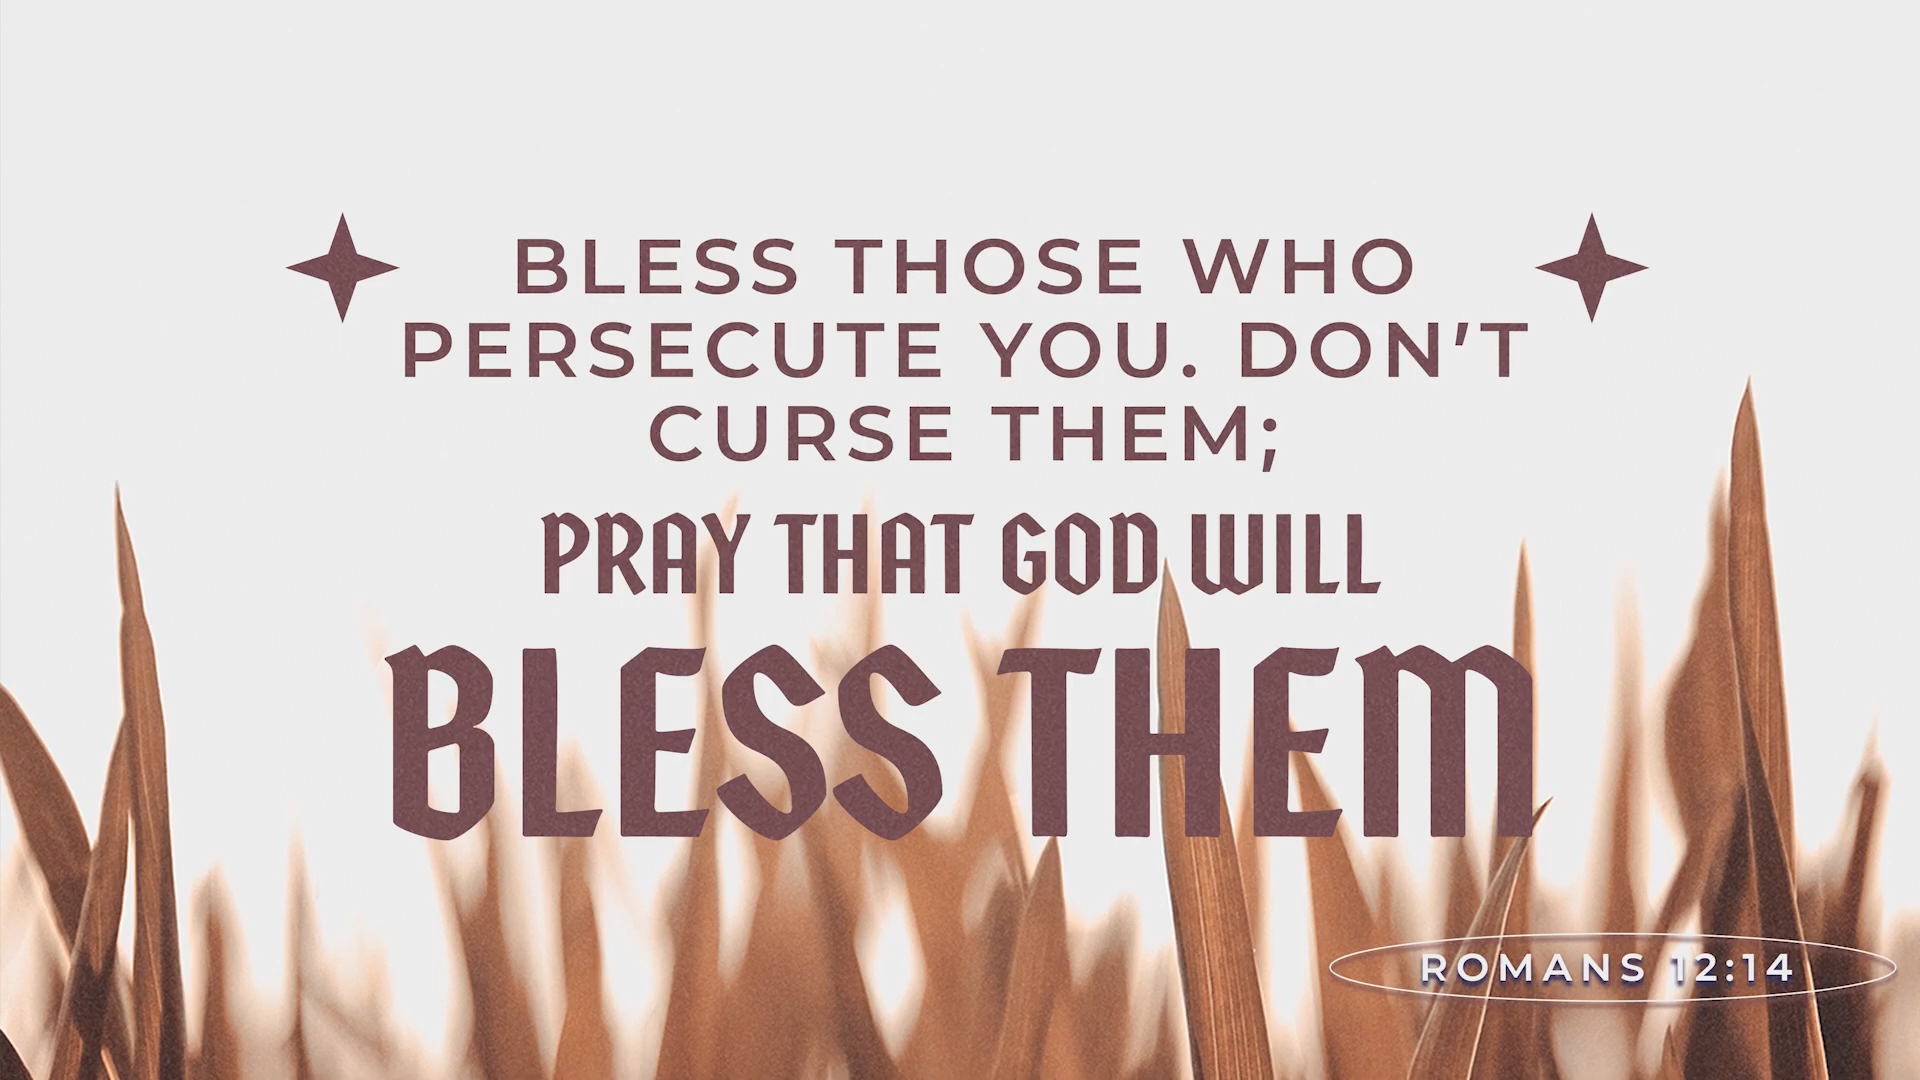 BLESS THOSE WHO
PERSECUTE YOU. DON'T
CURSE THEM;
PRAY THAT GOD WILL
BLESS THEM
ROMANS 12:14